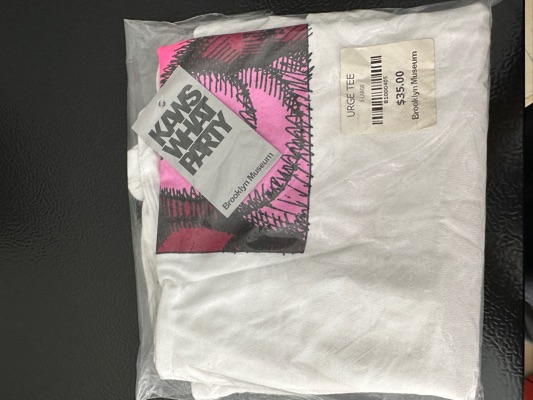 KAWS
WHAT
PARTY
Brooklyn Museum
URGE TEE
$35.00
Brooklyn Museum